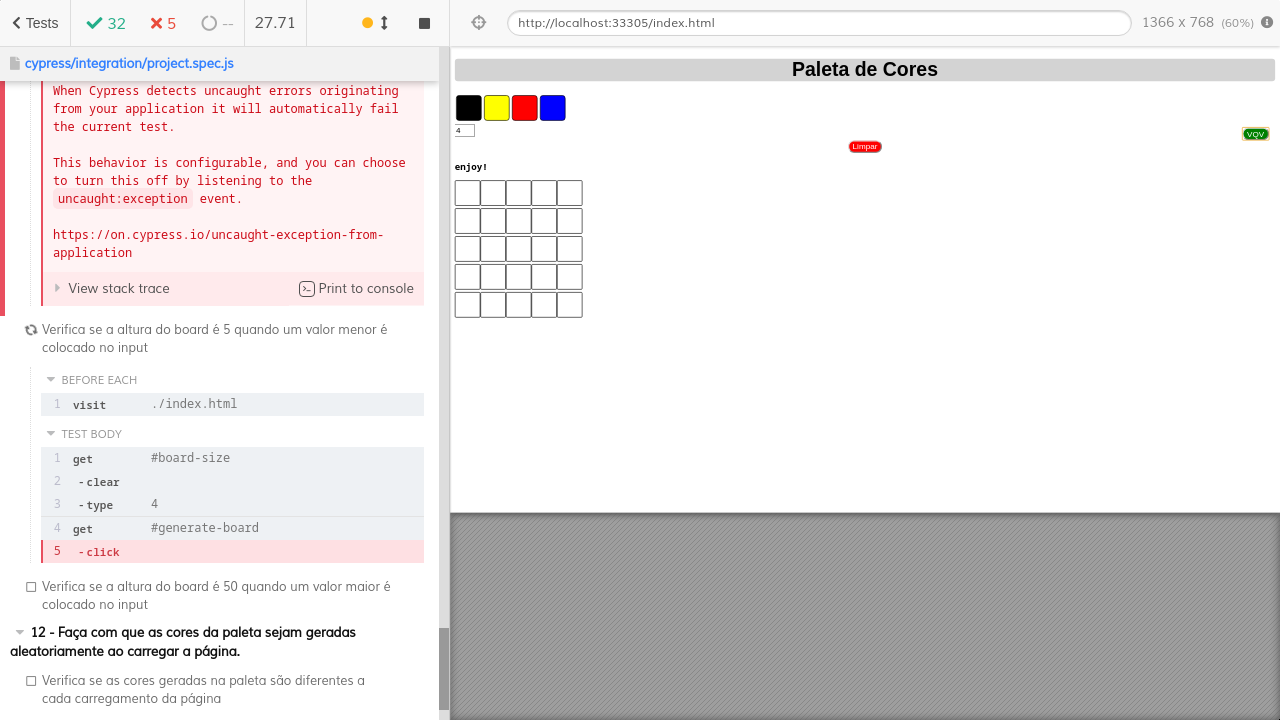 Tests
32
5
--
27.71
http://localhost:33305/index.html
1366 x 768 (60%)
cypress/integration/project.spec.js
When Cypress detects uncaught errors originating
from your application it will automatically fail
the current test.
This behavior is configurable, and you can choose
to turn this off by listening to the
uncaught:exception event.
https://on.cypress.io/uncaught-exception-from-
application
View stack trace
Print to console
Verifica se a altura do board é 5 quando um valor menor é
colocado no input
BEFORE EACH
1 visit ./index.html
TEST BODY
1 get #board-size
2 -clear
3 -type 4
4 get #generate-board
5 -click
Verifica se a altura do board é 50 quando um valor maior é
colocado no input
12 - Faça com que as cores da paleta sejam geradas
aleatoriamente ao carregar a página.
Verifica se as cores geradas na paleta são diferentes a
cada carregamento da página
Paleta de Cores
4
VQV
Limpar
enjoy!